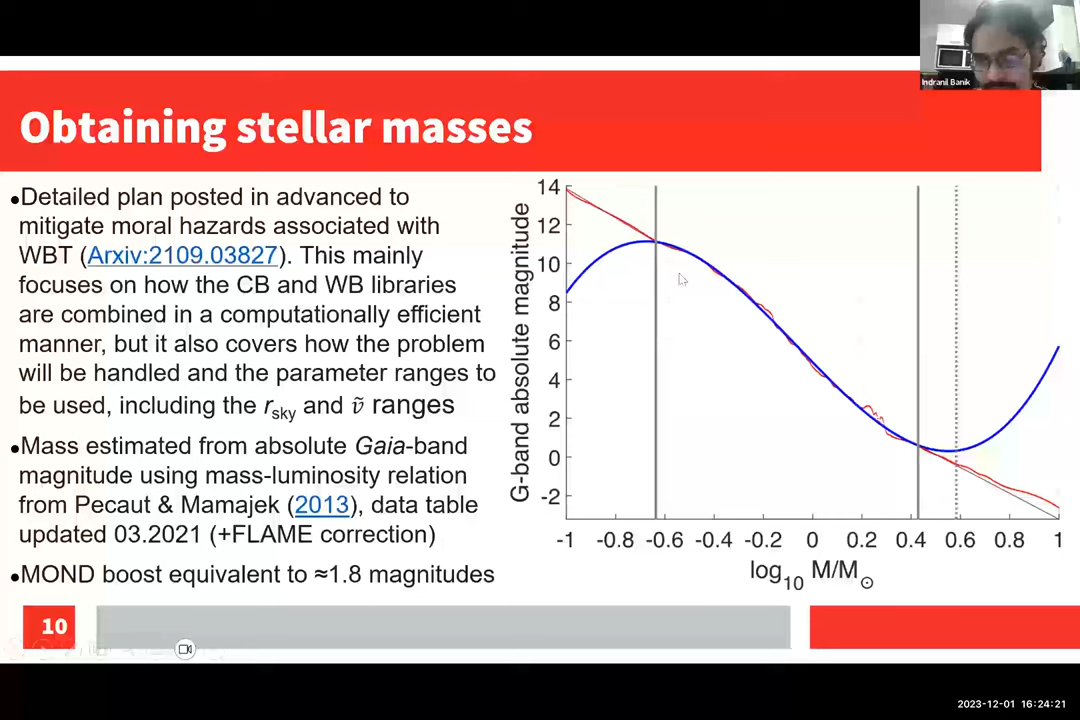 Indranil Banik
Obtaining stellar masses
•Detailed plan posted in advanced to
mitigate moral hazards associated with
WBT (Arxiv:2109.03827). This mainly
focuses on how the CB and WB libraries
are combined in a computationally efficient
manner, but it also covers how the problem
will be handled and the parameter ranges to
be used, including the rsky and ṽ ranges
•Mass estimated from absolute Gaia-band
magnitude using mass-luminosity relation
from Pecaut & Mamajek (2013), data table
updated 03.2021 (+FLAME correction)
•MOND boost equivalent to ≈1.8 magnitudes
G-band absolute magnitude
14
12
10
8
6
4
2
0
-2
-1 -0.8 -0.6 -0.4 -0.2 0 0.2 0.4 0.6 0.8 1
log10 M/M⊙
10
2023-12-01 16:24:21